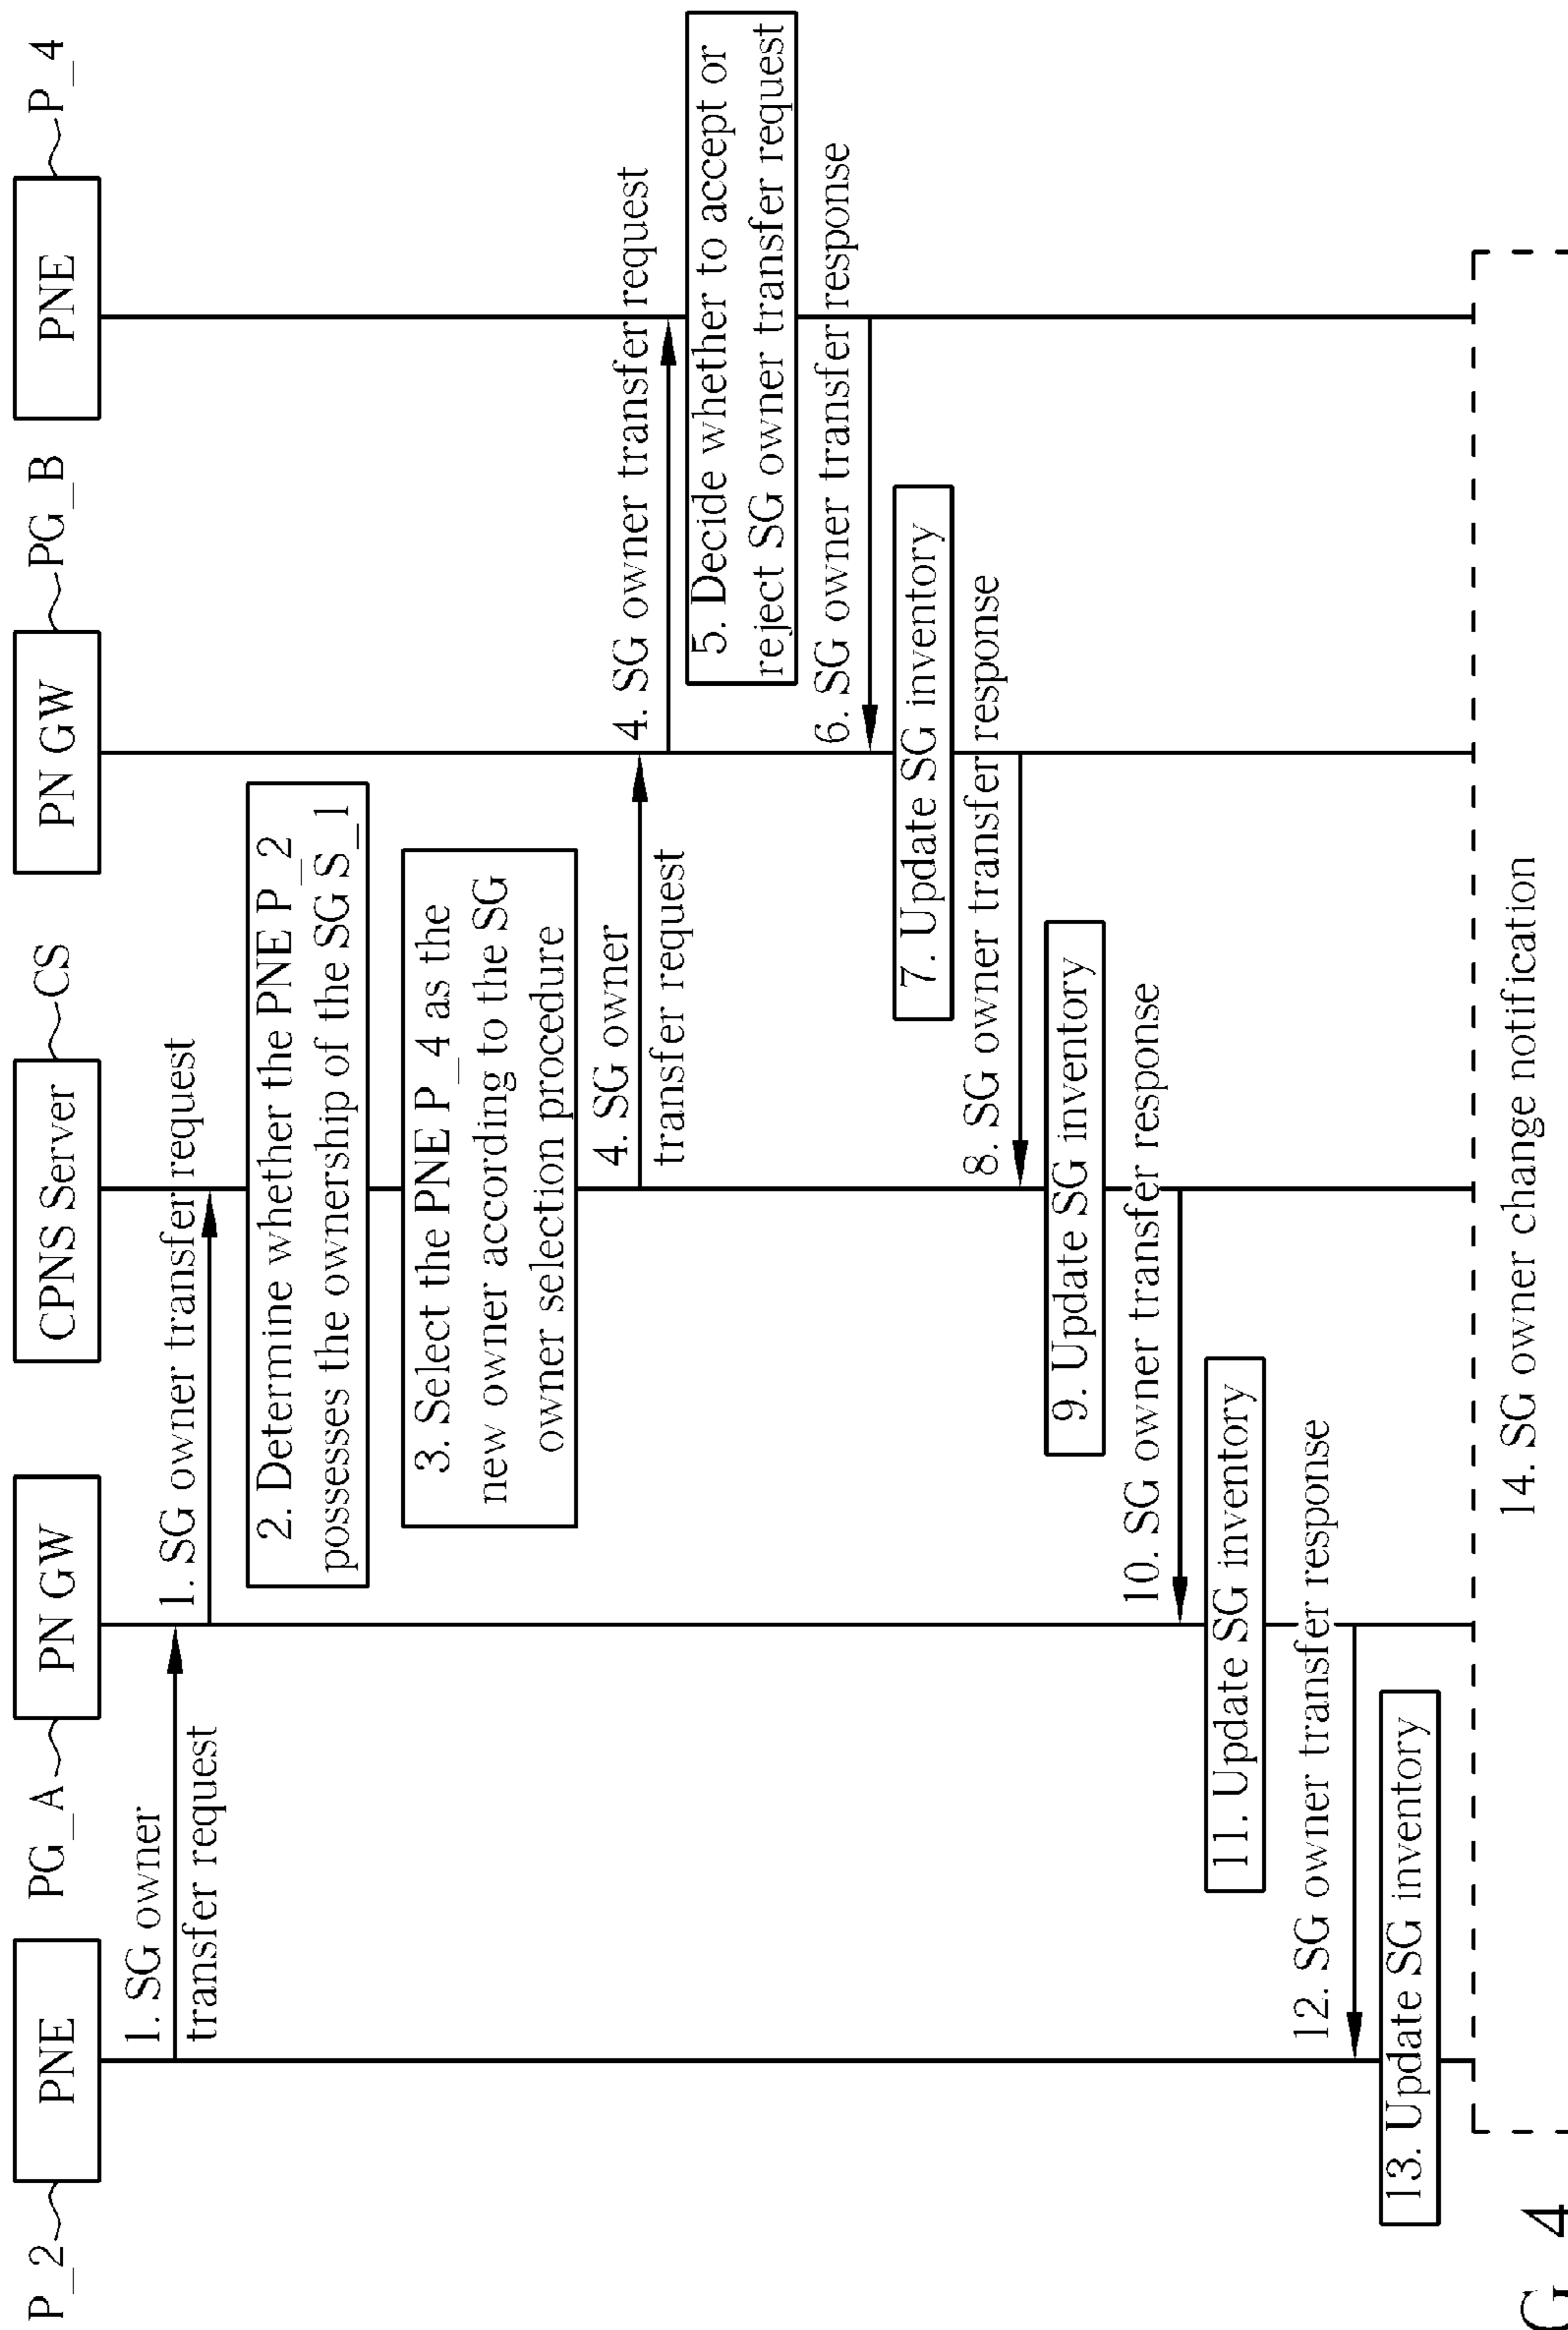 P_2
PNE
PG_A
PN GW
CPNS Server
CS
PN GW
PG_B
PNE
P_4
1. SG owner
transfer request
1. SG owner transfer request
2. Determine whether the PNE P_2
possesses the ownership of the SG S_1
3. Select the PNE P_4 as the
new owner according to the SG
owner selection procedure
4. SG owner
transfer request
4. SG owner transfer request
5. Decide whether to accept or
reject SG owner transfer request
6. SG owner transfer response
7. Update SG inventory
8. SG owner transfer response
9. Update SG inventory
10. SG owner transfer response
11. Update SG inventory
12. SG owner transfer response
13. Update SG inventory
14. SG owner change notification
G 4